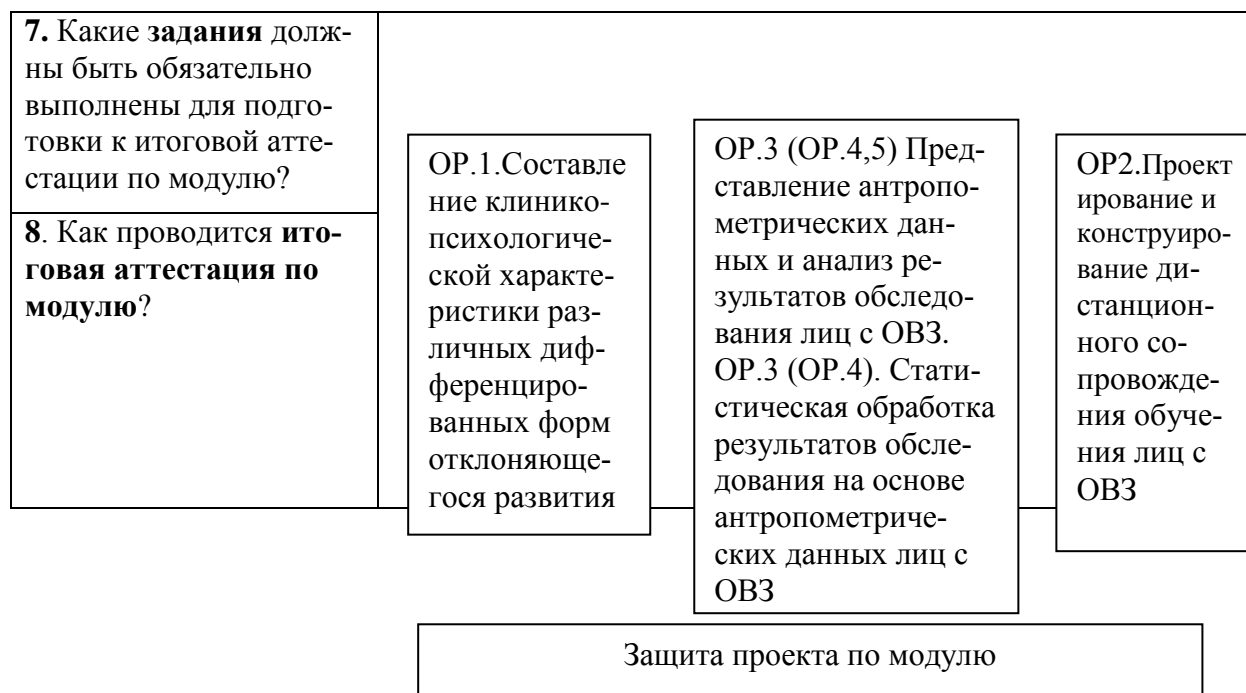 7. Какие задания долж-
ны быть обязательно
выполнены для подго-
товки к итоговой атте-
стации по модулю?
8. Как проводится ито-
говая аттестация по
модулю?
ОР.1.Составле
ние клинико-
психологиче-
ской характе-
ристики раз-
личных диф-
ференциро-
ванных форм
отклоняюще-
гося развития
ОР.3 (ОР.4,5) Пред-
ставление антропо-
метрических дан-
ных и анализ ре-
зультатов обследо-
вания лиц с ОВЗ.
ОР.3 (ОР.4). Стати-
стическая обработка
результатов обсле-
дования на основе
антропометриче-
ских данных лиц с
ОВЗ
ОР2.Проект
ирование и
конструиро-
вание ди-
станцион-
ного со-
провожде-
ния обуче-
ния лиц с
ОВЗ
Защита проекта по модулю